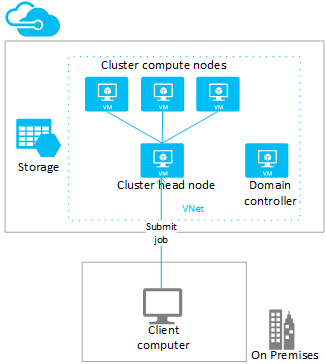 Cluster compute nodes
VM
VM
VM
Storage
VM
VM
Cluster head node
Domain
controller
VNet
Submit
job
Client
computer
On Premises